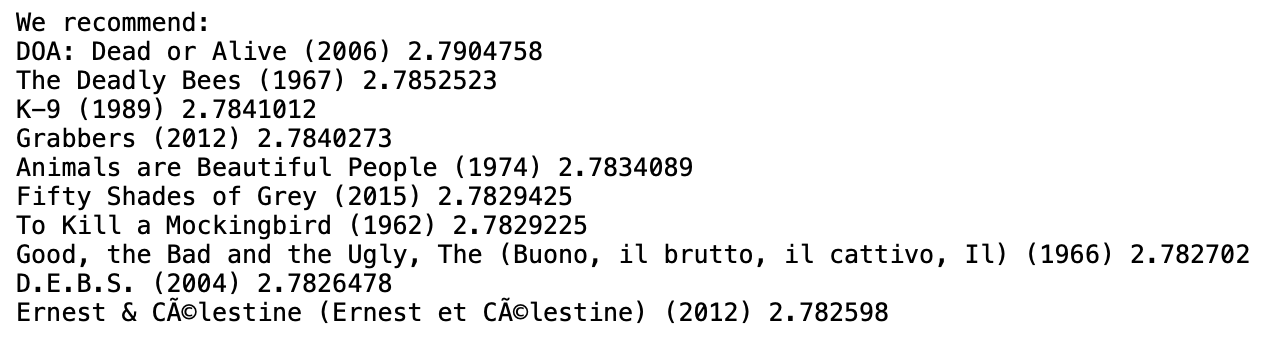 We recommend:
DOA: Dead or Alive (2006) 2.7904758
The Deadly Bees (1967) 2.7852523
K-9 (1989) 2.7841012
Grabbers (2012) 2.7840273
Animals are Beautiful People (1974) 2.7834089
Fifty Shades of Grey (2015) 2.7829425
To Kill a Mockingbird (1962) 2.7829225
Good, the Bad and the Ugly, The (Buono, il brutto, il cattivo, Il) (1966) 2.782702
D.E.B.S. (2004) 2.7826478
Ernest & CÃ©lestine (Ernest et CÃ©lestine) (2012) 2.782598